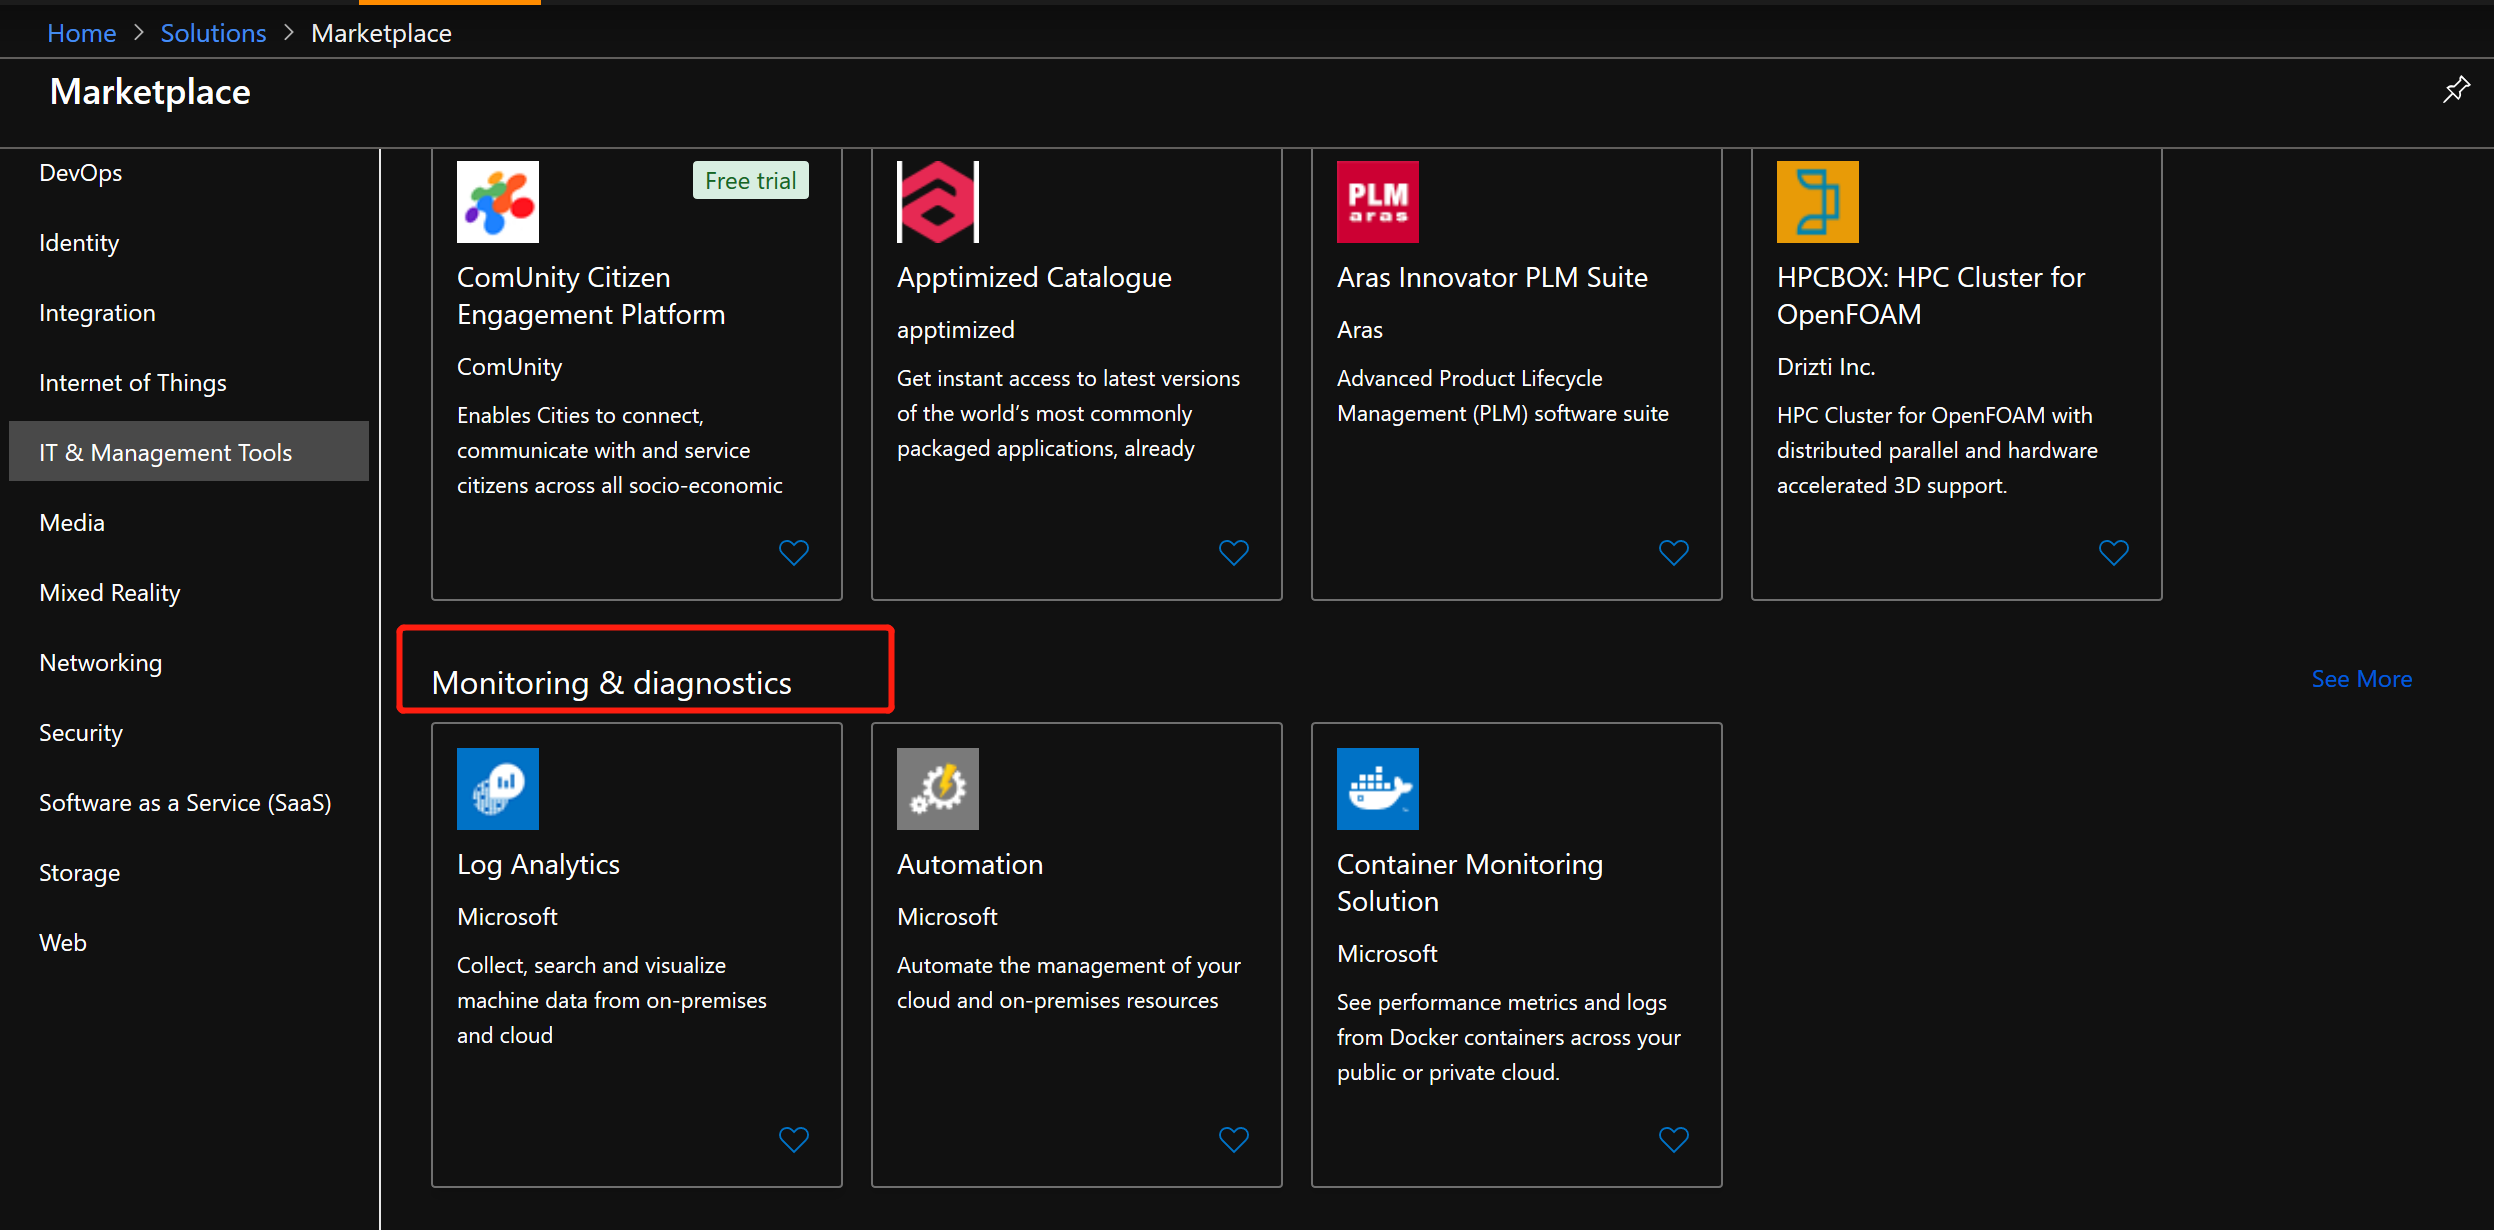 Home > Solutions > Marketplace
Marketplace
DevOps
Identity
Integration
Internet of Things
IT & Management Tools
Media
Mixed Reality
Networking
Security
Software as a Service (SaaS)
Storage
Web
Free trial
ComUnity Citizen
Engagement Platform
ComUnity
Enables Cities to connect,
communicate with and service
citizens across all socio-economic
Apptimized Catalogue
apptimized
Get instant access to latest versions
of the world’s most commonly
packaged applications, already
PLM
aras
Aras Innovator PLM Suite
Aras
Advanced Product Lifecycle
Management (PLM) software suite
HPCBOX: HPC Cluster for
OpenFOAM
Drizti Inc.
HPC Cluster for OpenFOAM with
distributed parallel and hardware
accelerated 3D support.
Monitoring & diagnostics
See More
Log Analytics
Microsoft
Collect, search and visualize
machine data from on-premises
and cloud
Automation
Microsoft
Automate the management of your
cloud and on-premises resources
Container Monitoring
Solution
Microsoft
See performance metrics and logs
from Docker containers across your
public or private cloud.